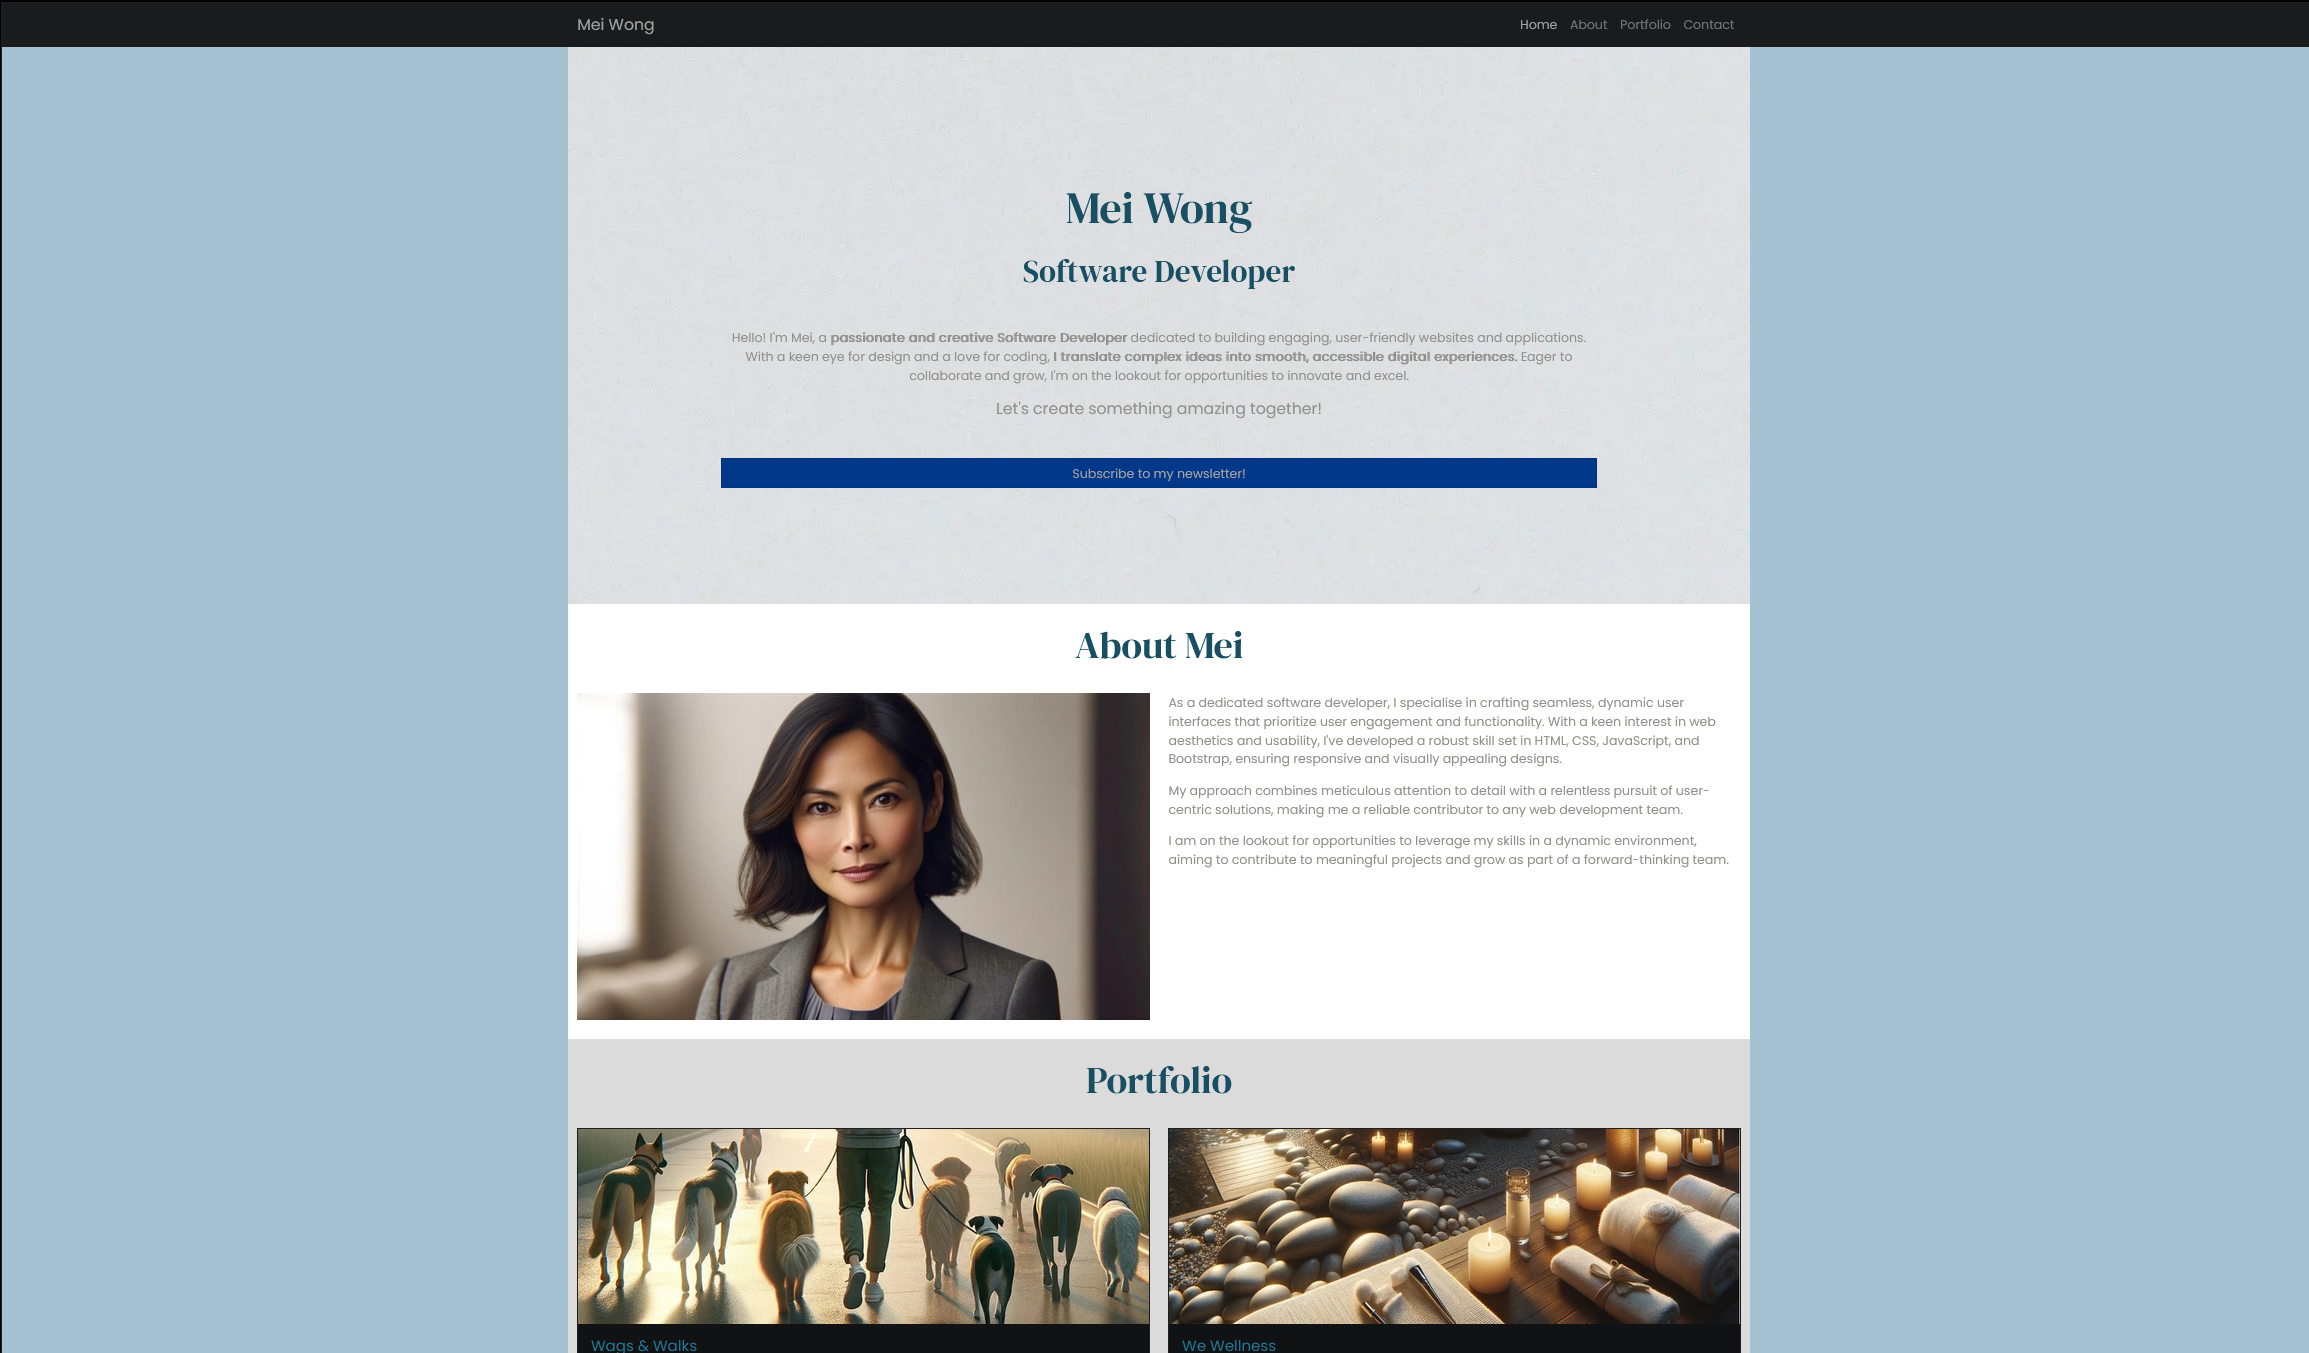 Mei Wong
Home About Portfolio Contact
Mei Wong
Software Developer
Hello! I'm Mei, a passionate and creative Software Developer dedicated to building engaging, user-friendly websites and applications.
With a keen eye for design and a love for coding, I translate complex ideas into smooth, accessible digital experiences. Eager to
collaborate and grow, I'm on the lookout for opportunities to innovate and excel.
Let's create something amazing together!
Subscribe to my newsletter!
About Mei
As a dedicated software developer, I specialise in crafting seamless, dynamic user
interfaces that prioritize user engagement and functionality. With a keen interest in web
aesthetics and usability, I've developed a robust skill set in HTML, CSS, JavaScript, and
Bootstrap, ensuring responsive and visually appealing designs.
My approach combines meticulous attention to detail with a relentless pursuit of user-
centric solutions, making me a reliable contributor to any web development team.
I am on the lookout for opportunities to leverage my skills in a dynamic environment,
aiming to contribute to meaningful projects and grow as part of a forward-thinking team.
Portfolio
Wags & Walks
We Wellness